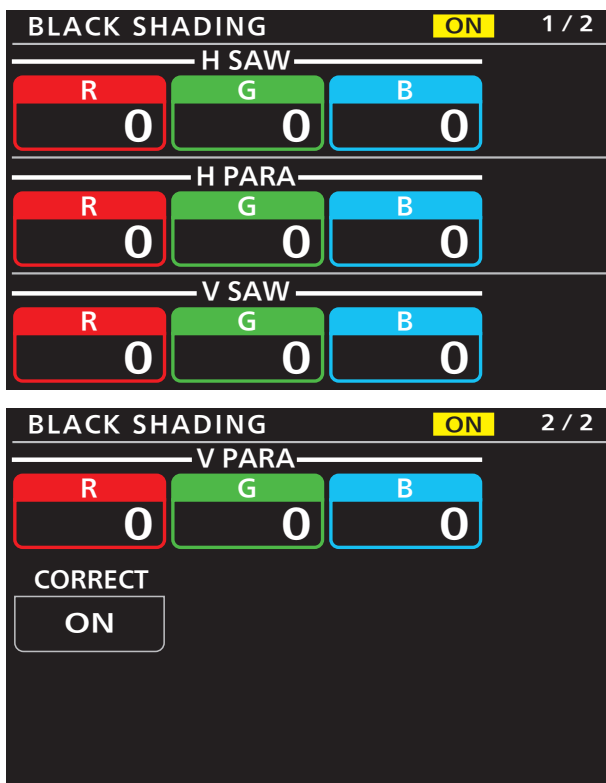 BLACK SHADING ON 1 / 2
H SAW
R G B
0 0 0
H PARA
R G B
0 0 0
V SAW
R G B
0 0 0
BLACK SHADING ON 2 / 2
V PARA
R G B
0 0 0
CORRECT
ON